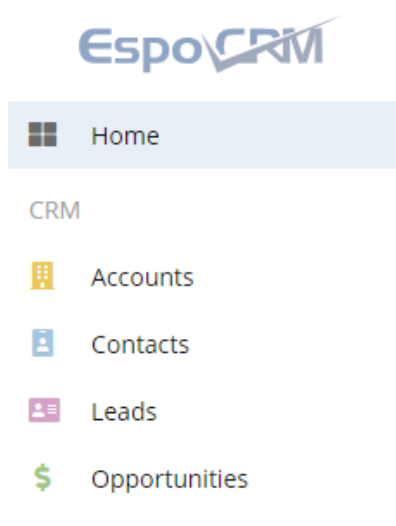 EspoCRM
Home
CRM
Accounts
Contacts
Leads
Opportunities